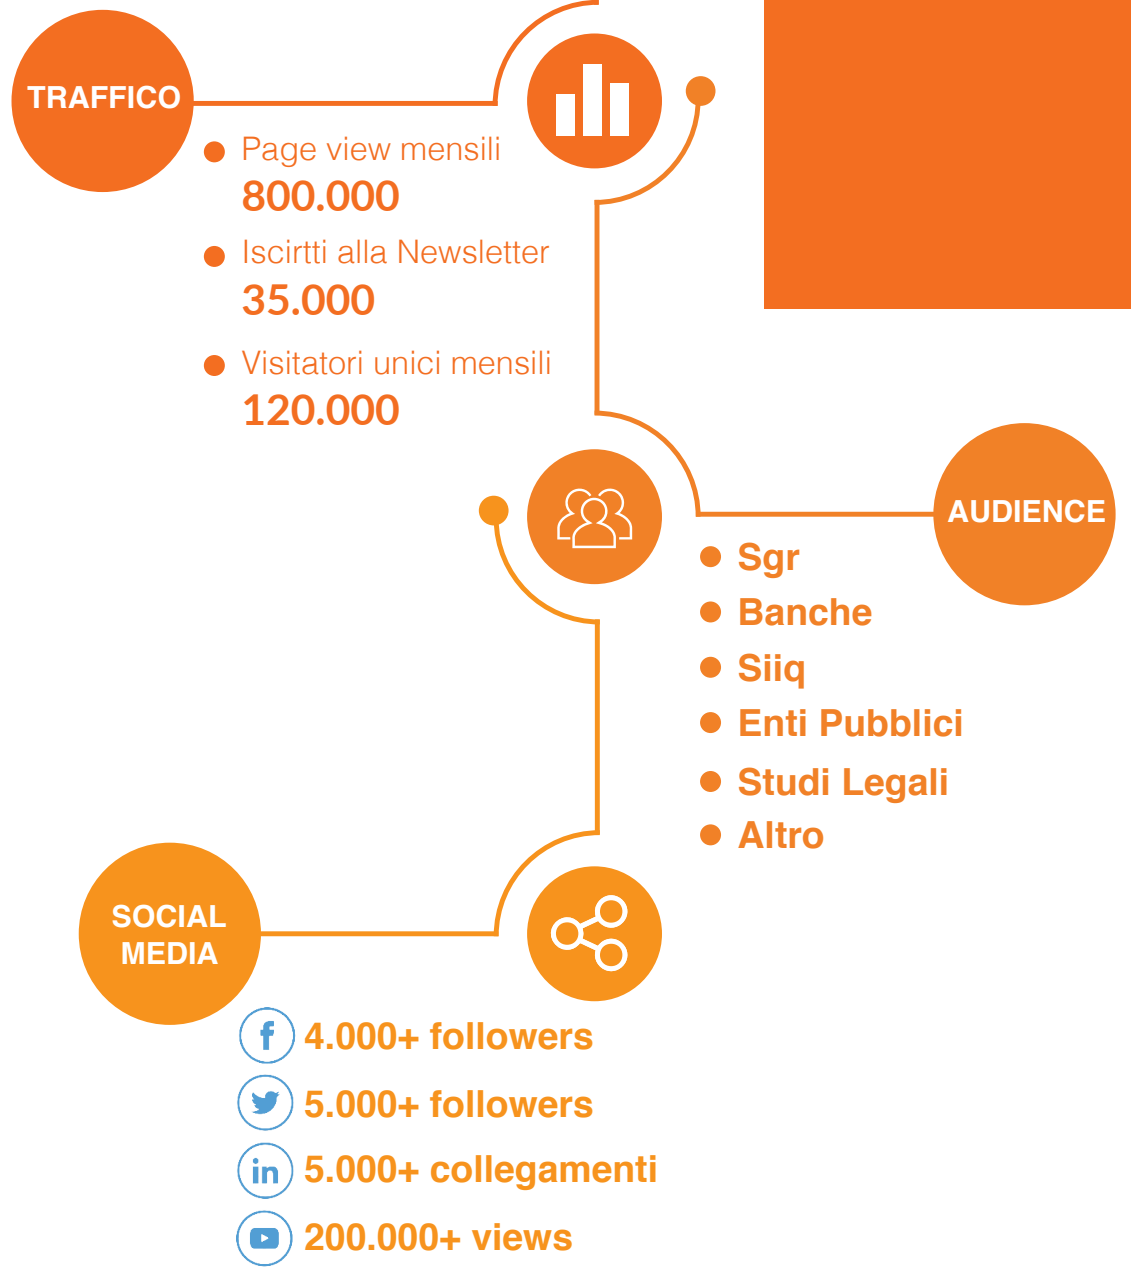 TRAFFICO
Page view mensili
800.000
Iscirtti alla Newsletter
35.000
Visitatori unici mensili
120.000
AUDIENCE
Sgr
Banche
Siiq
Enti Pubblici
Studi Legali
Altro
SOCIAL
MEDIA
4.000+ followers
5.000+ followers
5.000+ collegamenti
200.000+ views